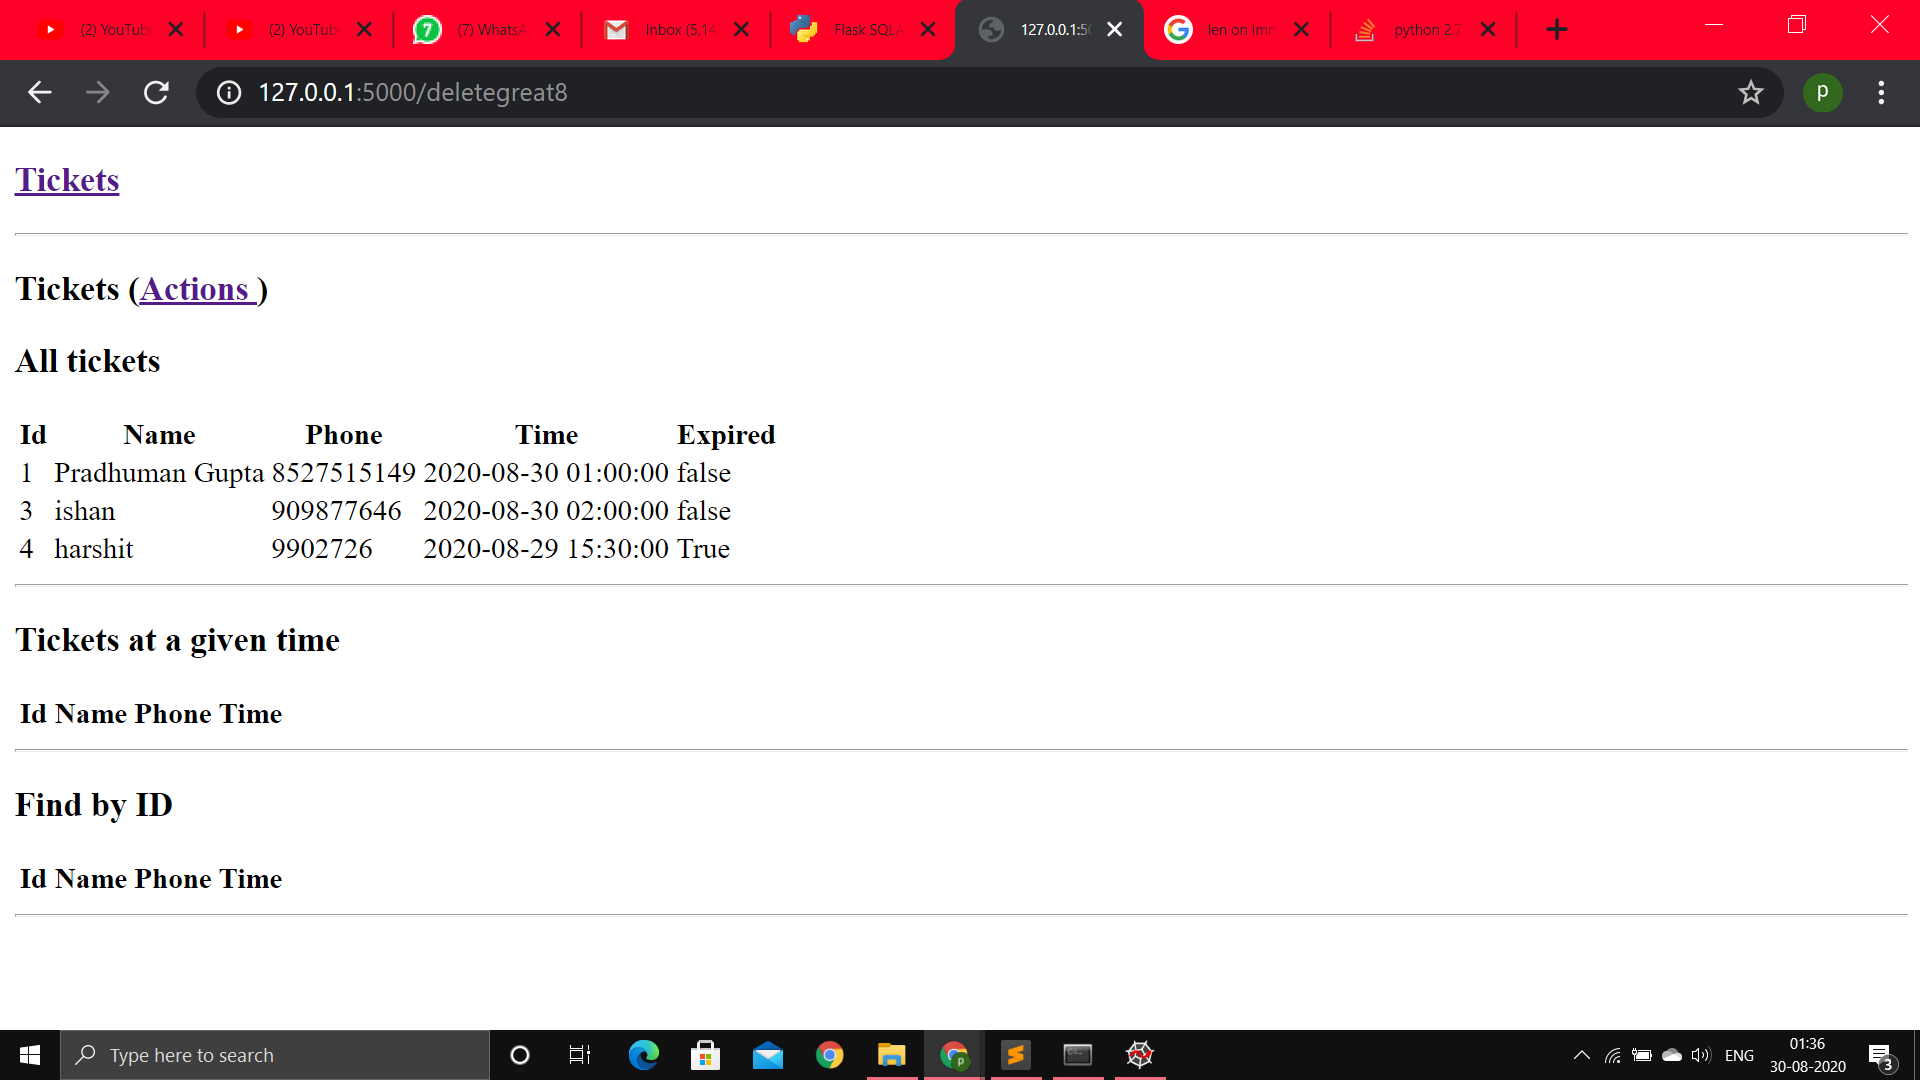 (2) YouTub
(2) YouTub
7
(7) WhatsA
Inbox (5,14
Flask SQLA
127.0.0.1:50
len on Imm
python 2.7
127.0.0.1:5000/deletegreat8
p
Tickets
Tickets (Actions )
All tickets
Id Name Phone Time Expired
1 Pradhuman Gupta 8527515149 2020-08-30 01:00:00 false
3 ishan 909877646 2020-08-30 02:00:00 false
4 harshit 9902726 2020-08-29 15:30:00 True
Tickets at a given time
Id Name Phone Time
Find by ID
Id Name Phone Time
Type here to search
p
ENG
01:36
30-08-2020
3